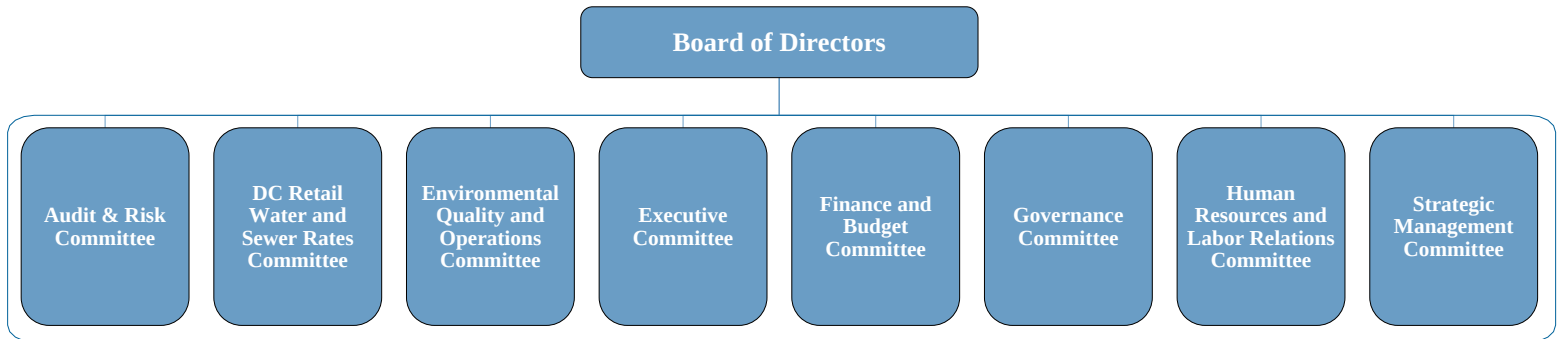 Board of Directors
Audit & Risk
Committee
DC Retail
Water and
Sewer Rates
Committee
Environmental
Quality and
Operations
Committee
Executive
Committee
Finance and
Budget
Committee
Governance
Committee
Human
Resources and
Labor Relations
Committee
Strategic
Management
Committee